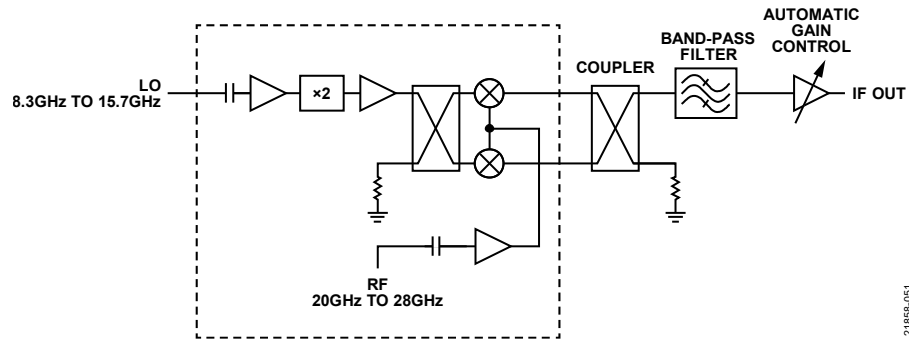 AUTOMATIC
GAIN
CONTROL
BAND-PASS
FILTER
COUPLER
LO
8.3GHz TO 15.7GHz
×2
IF OUT
RF
20GHz TO 28GHz
21858-051